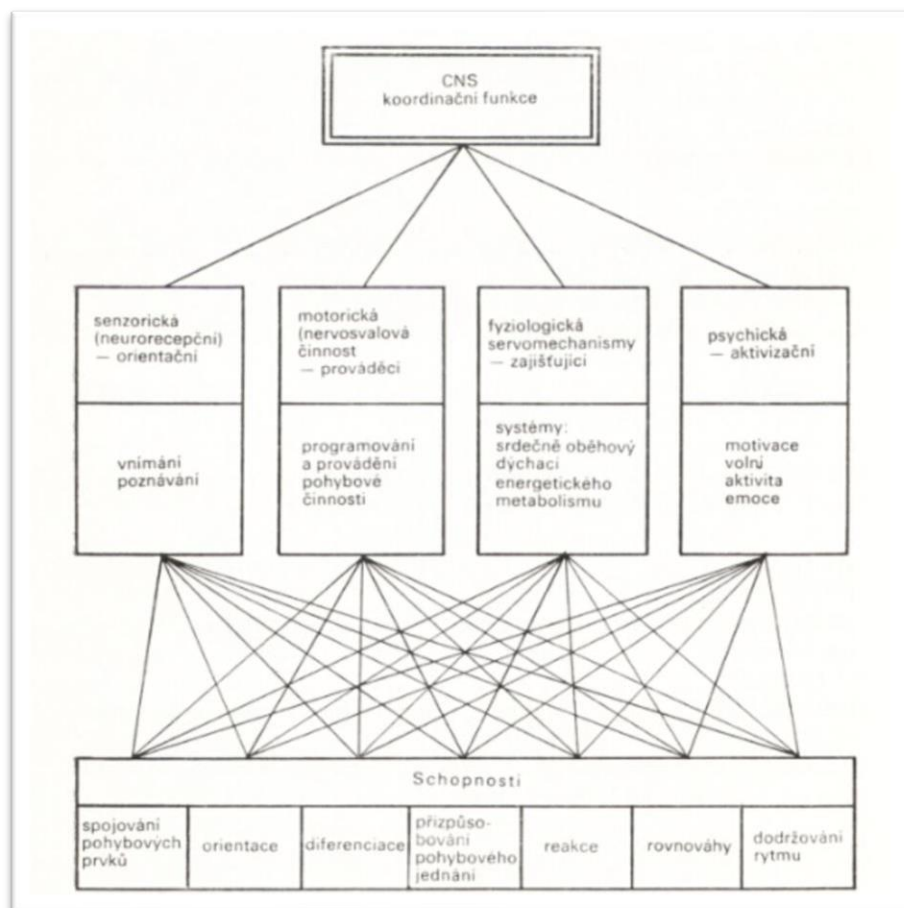 CNS
koordinační funkce
senzorická
(neurorecepční)
— orientační
motorická
(nervosvalová
činnost
— prováděcí
fyziologická
servomechanismy
— zajišťující
psychická
— aktivizační
vnímání
poznávání
programování
a provádění
pohybové
činnosti
systémy:
srdečně oběhový
dýchací
energetického
metabolismu
motivace
volní
aktivita
emoce
Schopnosti
spojování
pohybových
prvků
orientace
diferenciace
přizpůso-
bování
pohybového
jednání
reakce
rovnováhy
dodržování
rytmu